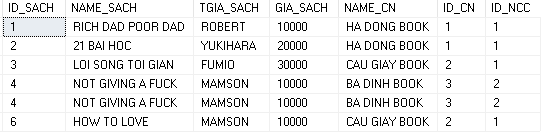 ID_SACH NAME_SACH TGIA_SACH GIA_SACH NAME_CN ID_CN ID_NCC
1 RICH DAD POOR DAD ROBERT 10000 HA DONG BOOK 1 1
2 21 BAI HOC YUKIHARA 20000 HA DONG BOOK 1 1
3 LOI SONG TOI GIAN FUMIO 30000 CAU GIAY BOOK 2 1
4 NOT GIVING A FUCK MAMSON 10000 BA DINH BOOK 3 2
4 NOT GIVING A FUCK MAMSON 10000 BA DINH BOOK 3 2
6 HOW TO LOVE MAMSON 10000 CAU GIAY BOOK 2 1